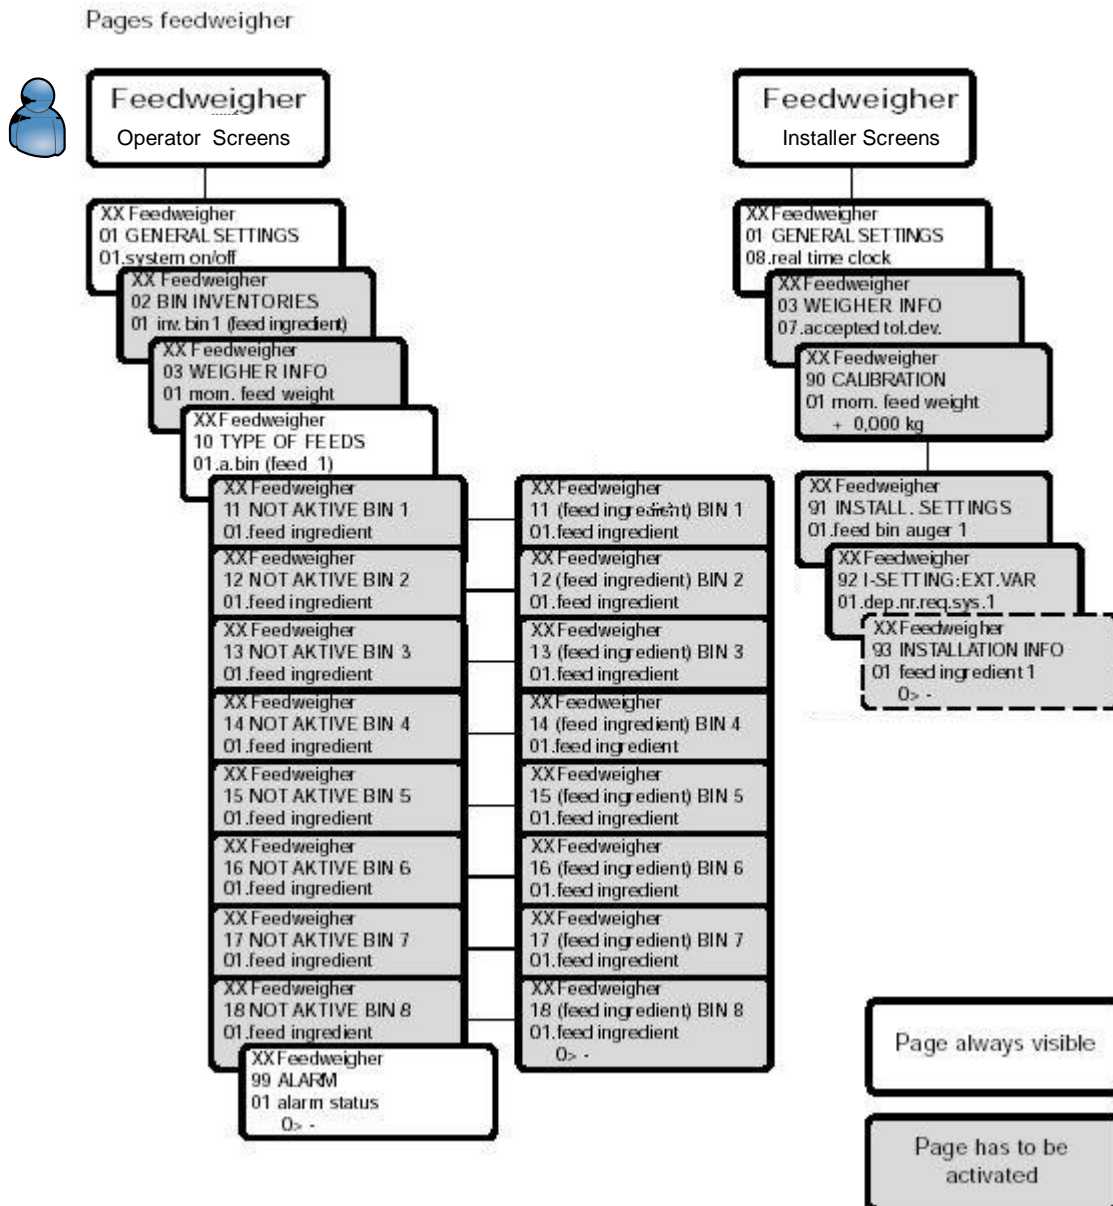 Pages feedweigher
Feedweigher
Operator Screens
XX Feedweigher
01 GENERAL SETTINGS
01.system on/off
XX Feedweigher
02 BIN INVENTORIES
01 inv. bin 1 (feed ingredient)
XX Feedweigher
03 WEIGHER INFO
01 mom. feed weight
XX Feedweigher
10 TYPE OF FEEDS
01.a.bin (feed 1)
XX Feedweigher
11 NOT AKTIVE BIN 1
01.feed ingredient
XX Feedweigher
12 NOT AKTIVE BIN 2
01.feed ingredient
XX Feedweigher
13 NOT AKTIVE BIN 3
01.feed ingredient
XX Feedweigher
14 NOT AKTIVE BIN 4
01.feed ingredient
XX Feedweigher
15 NOT AKTIVE BIN 5
01.feed ingredient
XX Feedweigher
16 NOT AKTIVE BIN 6
01.feed ingredient
XX Feedweigher
17 NOT AKTIVE BIN 7
01.feed ingredient
XX Feedweigher
18 NOT AKTIVE BIN 8
01.feed ingredient
XX Feedweigher
99 ALARM
01 alarm status
0> -
XX Feedweigher
11 (feed ingredient) BIN 1
01.feed ingredient
XX Feedweigher
12 (feed ingredient) BIN 2
01.feed ingredient
XX Feedweigher
13 (feed ingredient) BIN 3
01.feed ingredient
XX Feedweigher
14 (feed ingredient) BIN 4
01.feed ingredient
XX Feedweigher
15 (feed ingredient) BIN 5
01.feed ingredient
XX Feedweigher
16 (feed ingredient) BIN 6
01.feed ingredient
XX Feedweigher
17 (feed ingredient) BIN 7
01.feed ingredient
XX Feedweigher
18 (feed ingredient) BIN 8
01.feed ingredient
0> -
Feedweigher
Installer Screens
XX Feedweigher
01 GENERAL SETTINGS
08.real time clock
XX Feedweigher
03 WEIGHER INFO
07.accepted tol.dev.
XX Feedweigher
90 CALIBRATION
01 mom. feed weight
+ 0,000 kg
XX Feedweigher
91 INSTALL. SETTINGS
01.feed bin auger 1
XX Feedweigher
92 I-SETTING:EXT.VAR
01.dep.nr.req.sys.1
XX Feedweigher
93 INSTALLATION INFO
01 feed ingredient 1
0> -
Page always visible
Page has to be
activated